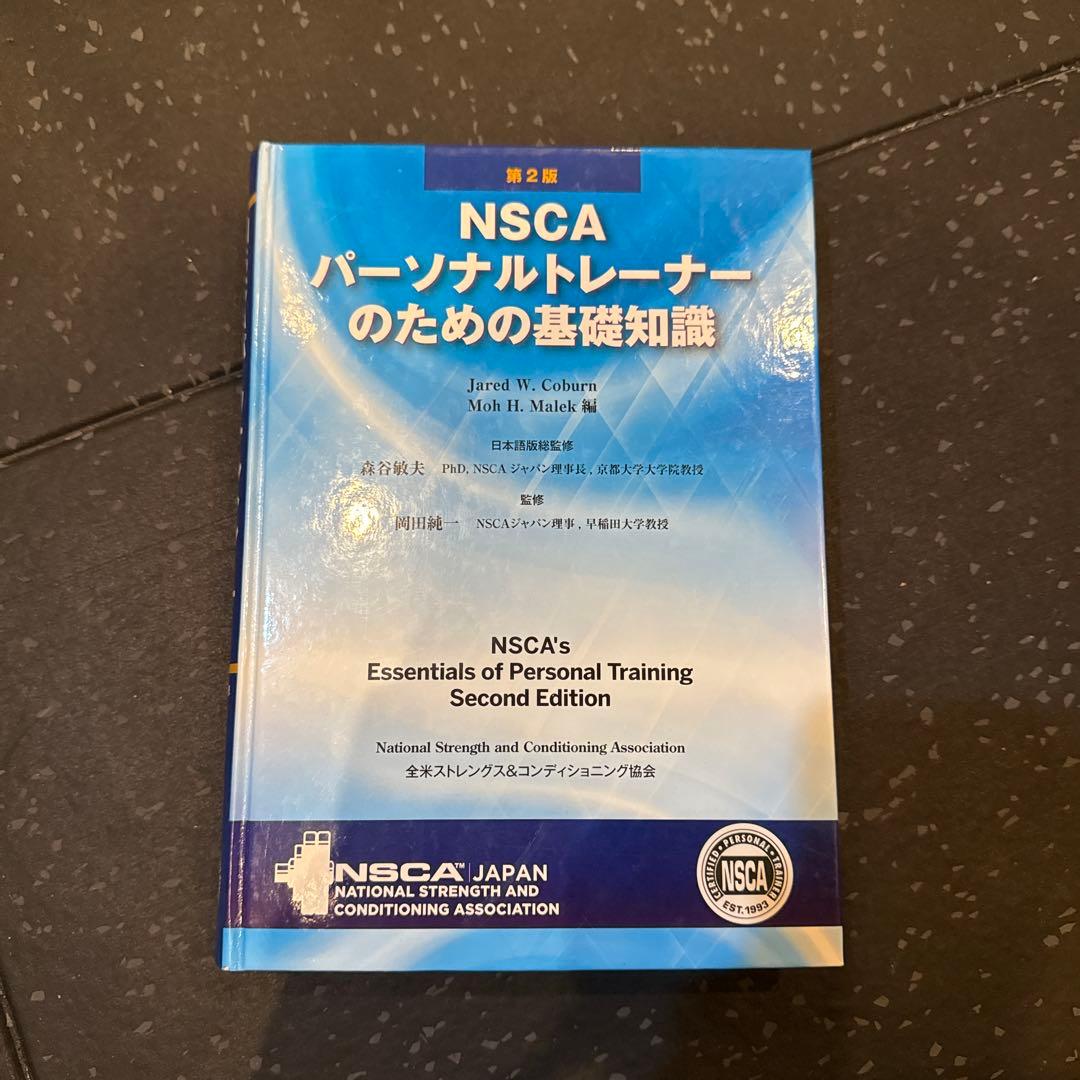 第2版
NSCA
パーソナルトレーナー
のための基礎知識
Jared W. Coburn
Moh H. Malek 編
日本語版総監修
森谷敏夫 PhD, NSCA ジャパン理事長, 京都大学大学院教授
監修
岡田純一 NSCAジャパン理事, 早稲田大学教授
NSCA's
Essentials of Personal Training
Second Edition
National Strength and Conditioning Association
全米ストレングス&コンディショニング協会
NSCA™ JAPAN
NATIONAL STRENGTH AND
CONDITIONING ASSOCIATION
CERTIFIED • PERSONAL • TRAINER
NSCA
EST. 1993